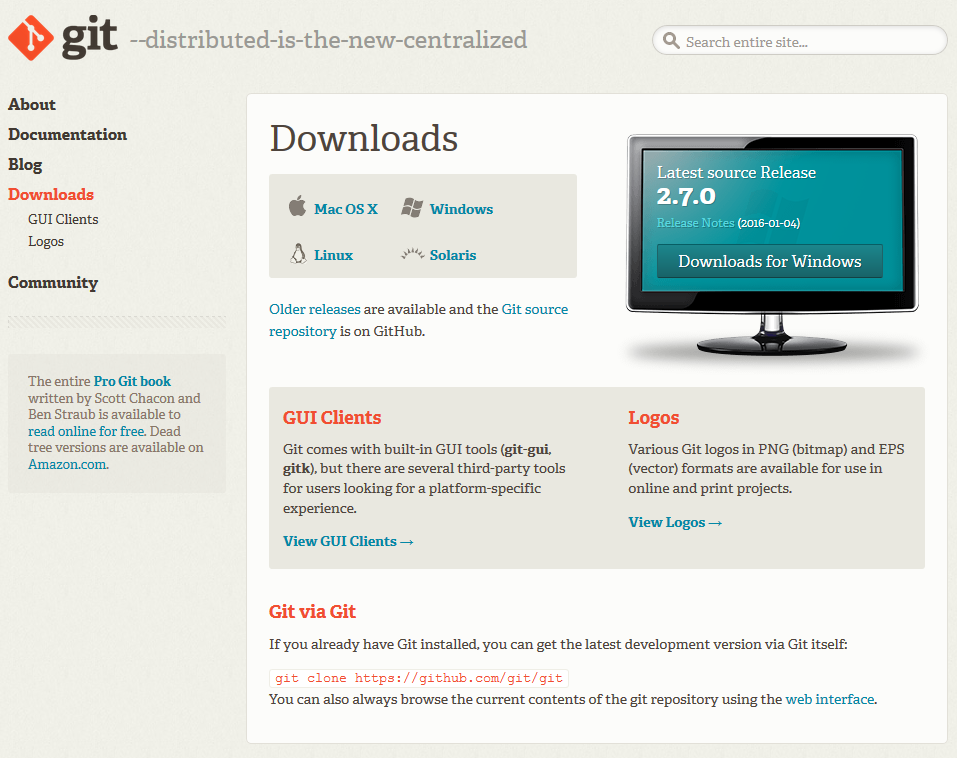 git --distributed-is-the-new-centralized
Search entire site...
About
Documentation
Blog
Downloads
GUI Clients
Logos
Community
The entire Pro Git book
written by Scott Chacon and
Ben Straub is available to
read online for free. Dead
tree versions are available on
Amazon.com.
Downloads
Mac OS X
Windows
Linux
Solaris
Older releases are available and the Git source
repository is on GitHub.
Latest source Release
2.7.0
Release Notes (2016-01-04)
Downloads for Windows
GUI Clients
Git comes with built-in GUI tools (git-gui,
gitk), but there are several third-party tools
for users looking for a platform-specific
experience.
View GUI Clients →
Logos
Various Git logos in PNG (bitmap) and EPS
(vector) formats are available for use in
online and print projects.
View Logos →
Git via Git
If you already have Git installed, you can get the latest development version via Git itself:
git clone https://github.com/git/git
You can also always browse the current contents of the git repository using the web interface.